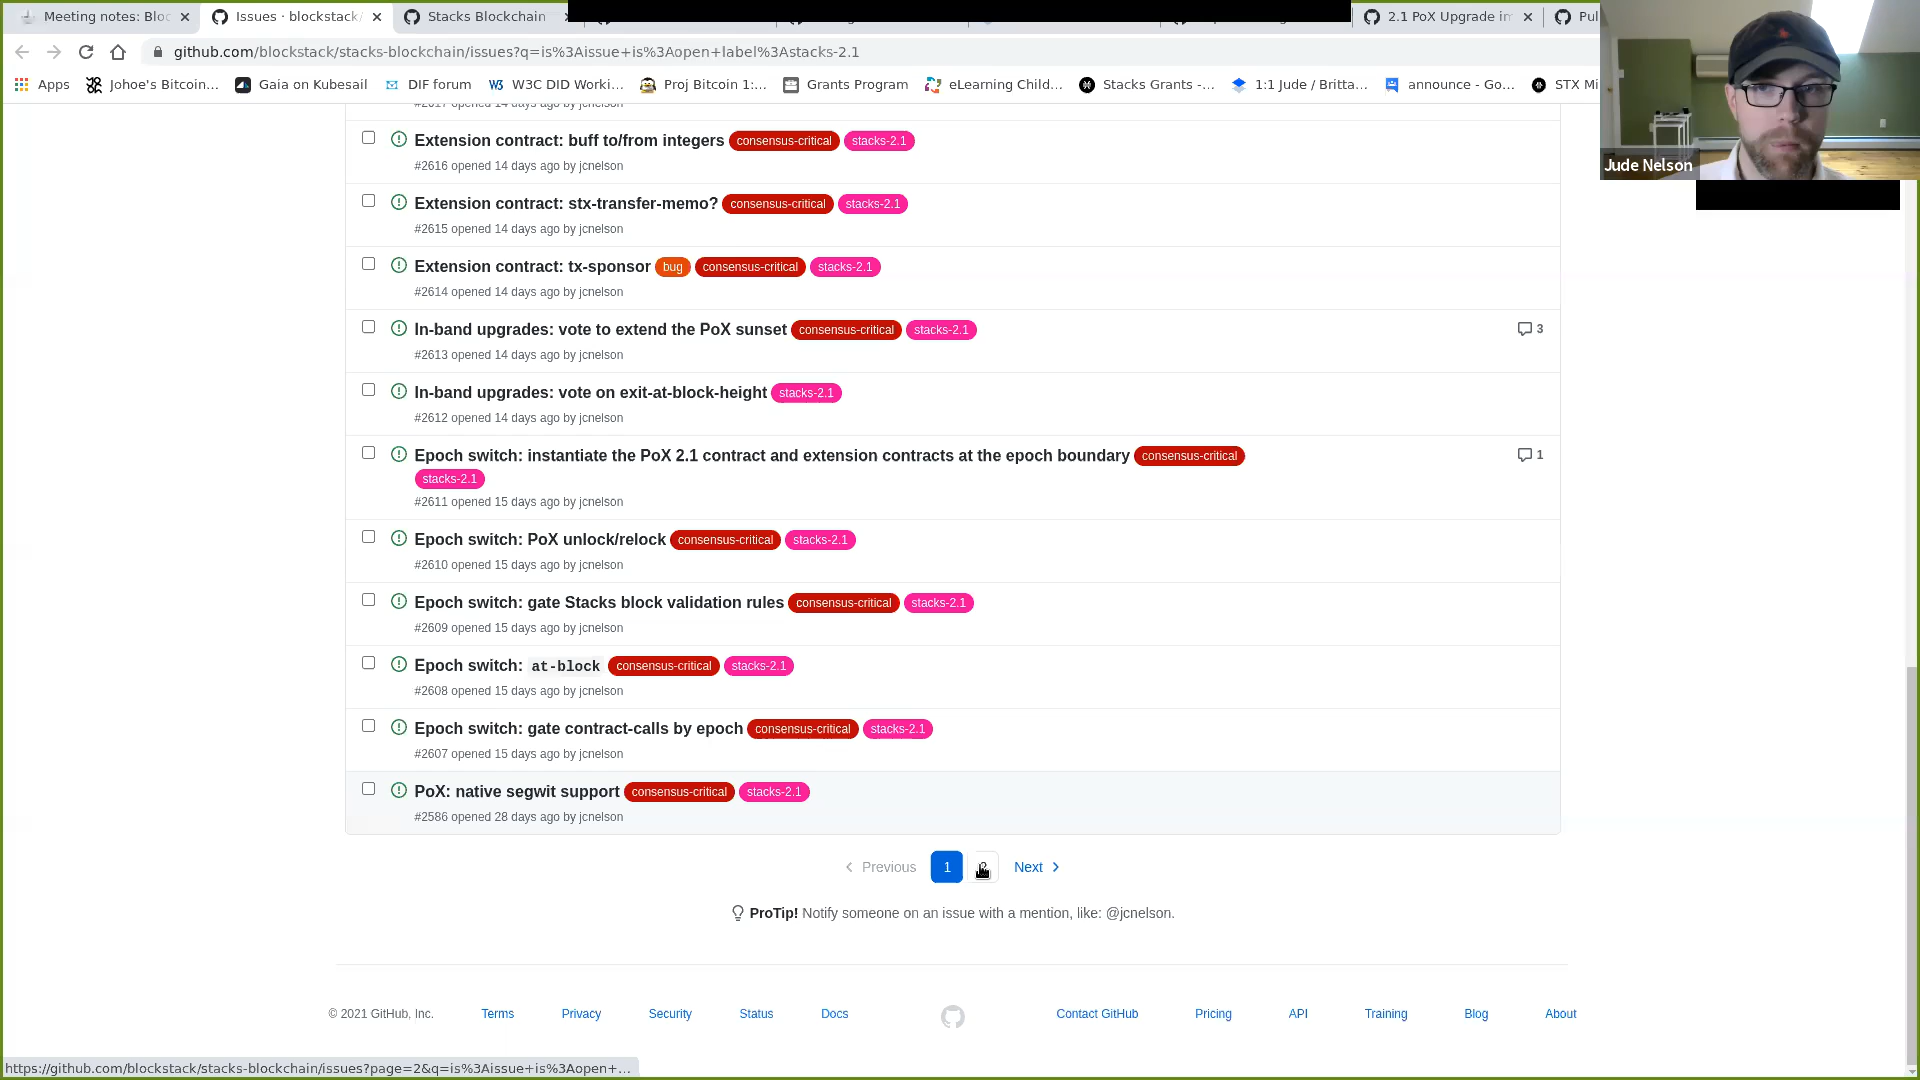 Meeting notes: Bloc
Issues · blockstack/
Stacks Blockchain
2.1 PoX Upgrade im
Pul
github.com/blockstack/stacks-blockchain/issues?q=is%3Aissue+is%3Aopen+label%3Astacks-2.1
Apps
Johoe's Bitcoin...
Gaia on Kubesail
DIF forum
W3C DID Worki...
Proj Bitcoin 1:...
Grants Program
eLearning Child...
Stacks Grants -...
1:1 Jude / Britta...
announce - Go...
STX Mi
Jude Nelson
#2617 opened 14 days ago by jcnelson
Extension contract: buff to/from integers consensus-critical stacks-2.1
#2616 opened 14 days ago by jcnelson
Extension contract: stx-transfer-memo? consensus-critical stacks-2.1
#2615 opened 14 days ago by jcnelson
Extension contract: tx-sponsor bug consensus-critical stacks-2.1
#2614 opened 14 days ago by jcnelson
In-band upgrades: vote to extend the PoX sunset consensus-critical stacks-2.1 3
#2613 opened 14 days ago by jcnelson
In-band upgrades: vote on exit-at-block-height stacks-2.1
#2612 opened 14 days ago by jcnelson
Epoch switch: instantiate the PoX 2.1 contract and extension contracts at the epoch boundary consensus-critical 1
stacks-2.1
#2611 opened 15 days ago by jcnelson
Epoch switch: PoX unlock/relock consensus-critical stacks-2.1
#2610 opened 15 days ago by jcnelson
Epoch switch: gate Stacks block validation rules consensus-critical stacks-2.1
#2609 opened 15 days ago by jcnelson
Epoch switch: at-block consensus-critical stacks-2.1
#2608 opened 15 days ago by jcnelson
Epoch switch: gate contract-calls by epoch consensus-critical stacks-2.1
#2607 opened 15 days ago by jcnelson
PoX: native segwit support consensus-critical stacks-2.1
#2586 opened 28 days ago by jcnelson
Previous 1 2 Next
ProTip! Notify someone on an issue with a mention, like: @jcnelson.
© 2021 GitHub, Inc. Terms Privacy Security Status Docs Contact GitHub Pricing API Training Blog About
https://github.com/blockstack/stacks-blockchain/issues?page=2&q=is%3Aissue+is%3Aopen+...